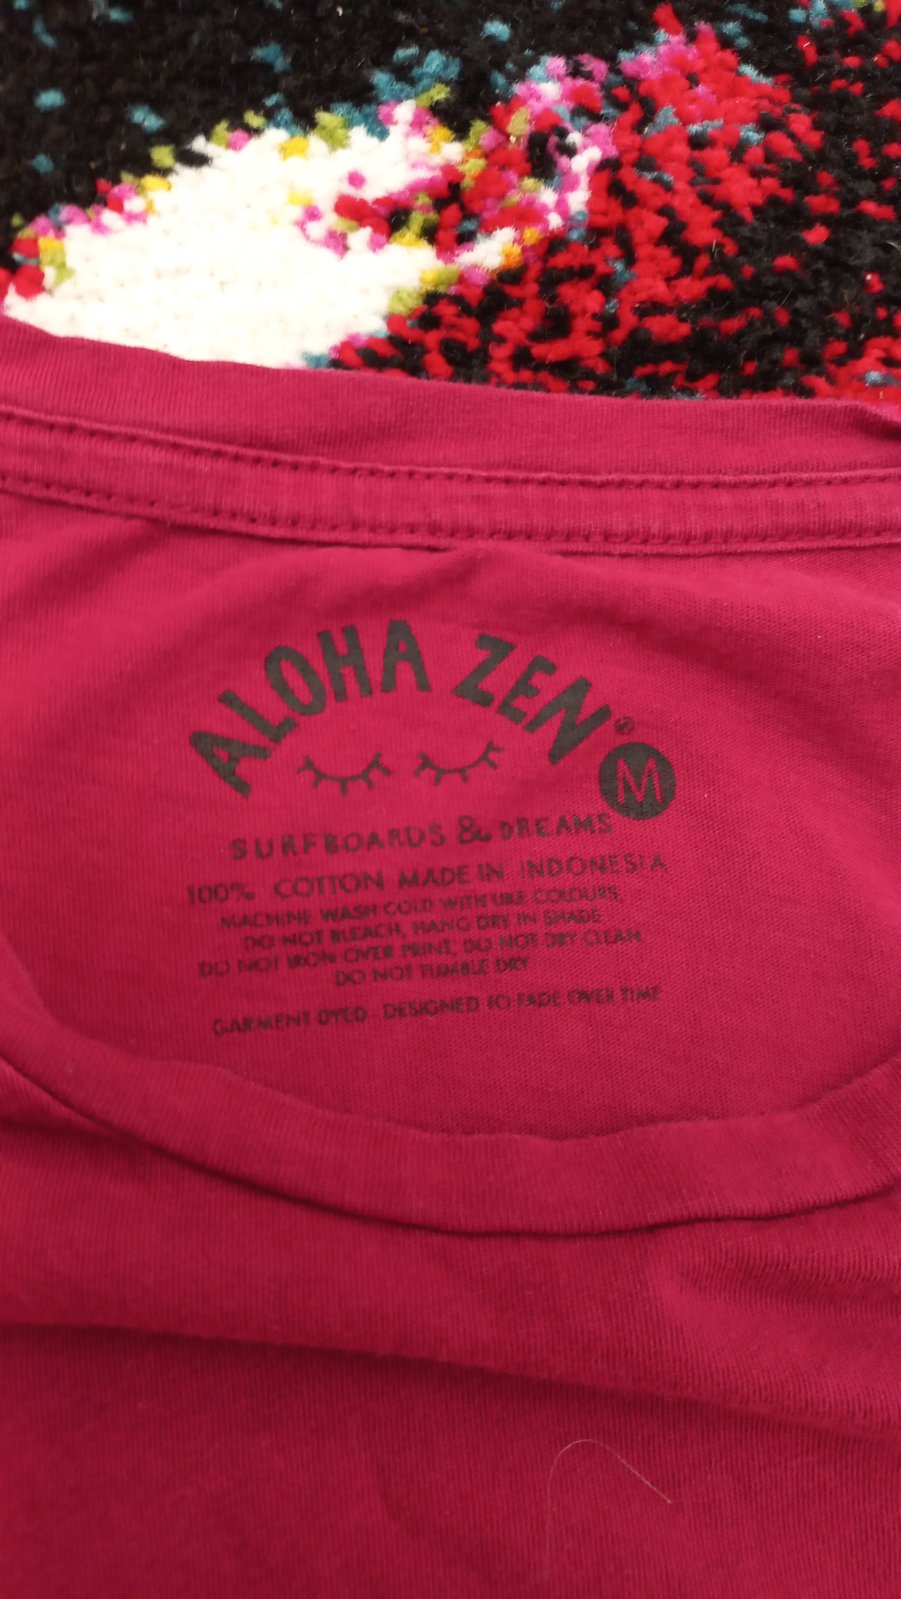 ALOHA ZEN®
M
SURFBOARDS & DREAMS
100% COTTON MADE IN INDONESIA
MACHINE WASH COLD WITH LIKE COLOURS,
DO NOT BLEACH, HANG DRY IN SHADE
DO NOT IRON OVER PRINT, DO NOT DRY CLEAN,
DO NOT TUMBLE DRY
GARMENT DYED DESIGNED TO FADE OVER TIME